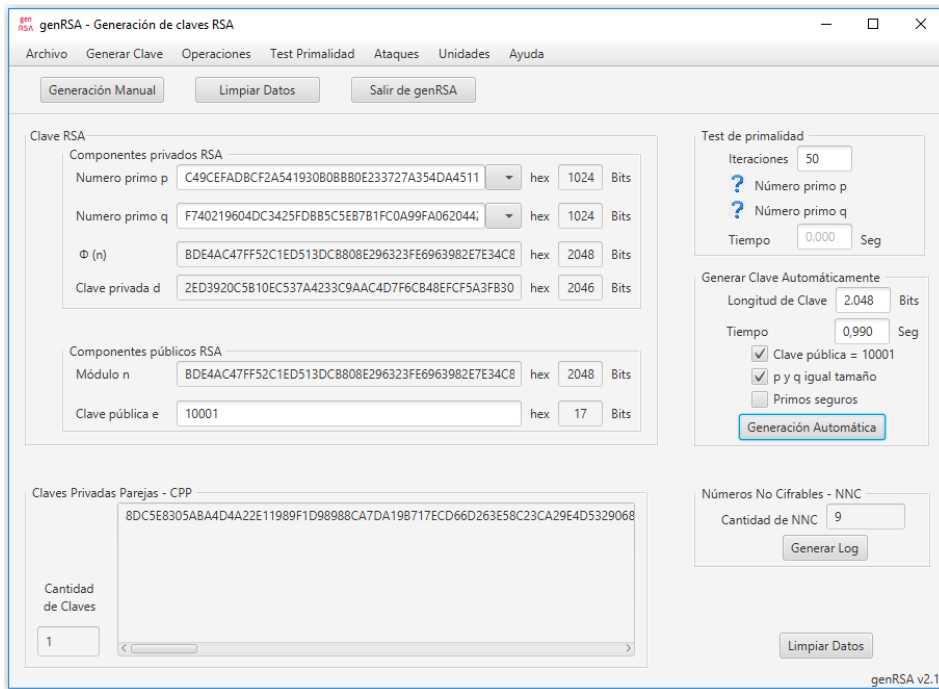 gen RSA genRSA - Generación de claves RSA
Archivo Generar Clave Operaciones Test Primalidad Ataques Unidades Ayuda
Generación Manual Limpiar Datos Salir de genRSA
Clave RSA
Componentes privados RSA
Numero primo p C49CEFADBCF2A541930B0BBB0E233727A354DA4511 hex 1024 Bits
Numero primo q F740219604DC3425FDBB5C5EB7B1FC0A99FA062044 hex 1024 Bits
Φ (n) BDE4AC47FF52C1ED513DCB808E296323FE6963982E7E34C8 hex 2048 Bits
Clave privada d 2ED3920C5B10EC537A4233C9AAC4D7F6CB48EFCF5A3FB30 hex 2046 Bits
Componentes públicos RSA
Módulo n BDE4AC47FF52C1ED513DCB808E296323FE6963982E7E34C8 hex 2048 Bits
Clave pública e 10001 hex 17 Bits
Test de primalidad
Iteraciones 50
? Número primo p
? Número primo q
Tiempo 0.000 Seg
Generar Clave Automáticamente
Longitud de Clave 2.048 Bits
Tiempo 0,990 Seg
Clave pública = 10001
p y q igual tamaño
Primos seguros
Generación Automática
Claves Privadas Parejas - CPP
8DC5E8305ABA4D4A22E11989F1D98988CA7DA19B717ECD66D263E58C23CA29E4D5329068
Cantidad
de Claves
1
Números No Cifrables - NNC
Cantidad de NNC 9
Generar Log
Limpiar Datos
genRSA v2.1